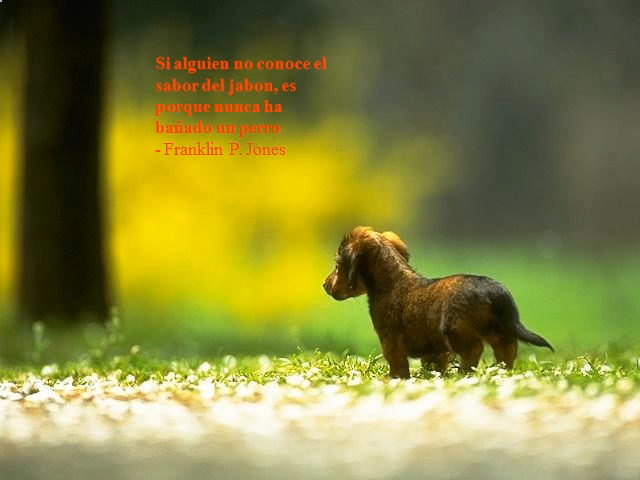 Si alguien no conoce el
sabor del jabon, es
porque nunca ha
bañado un perro
- Franklin P. Jones